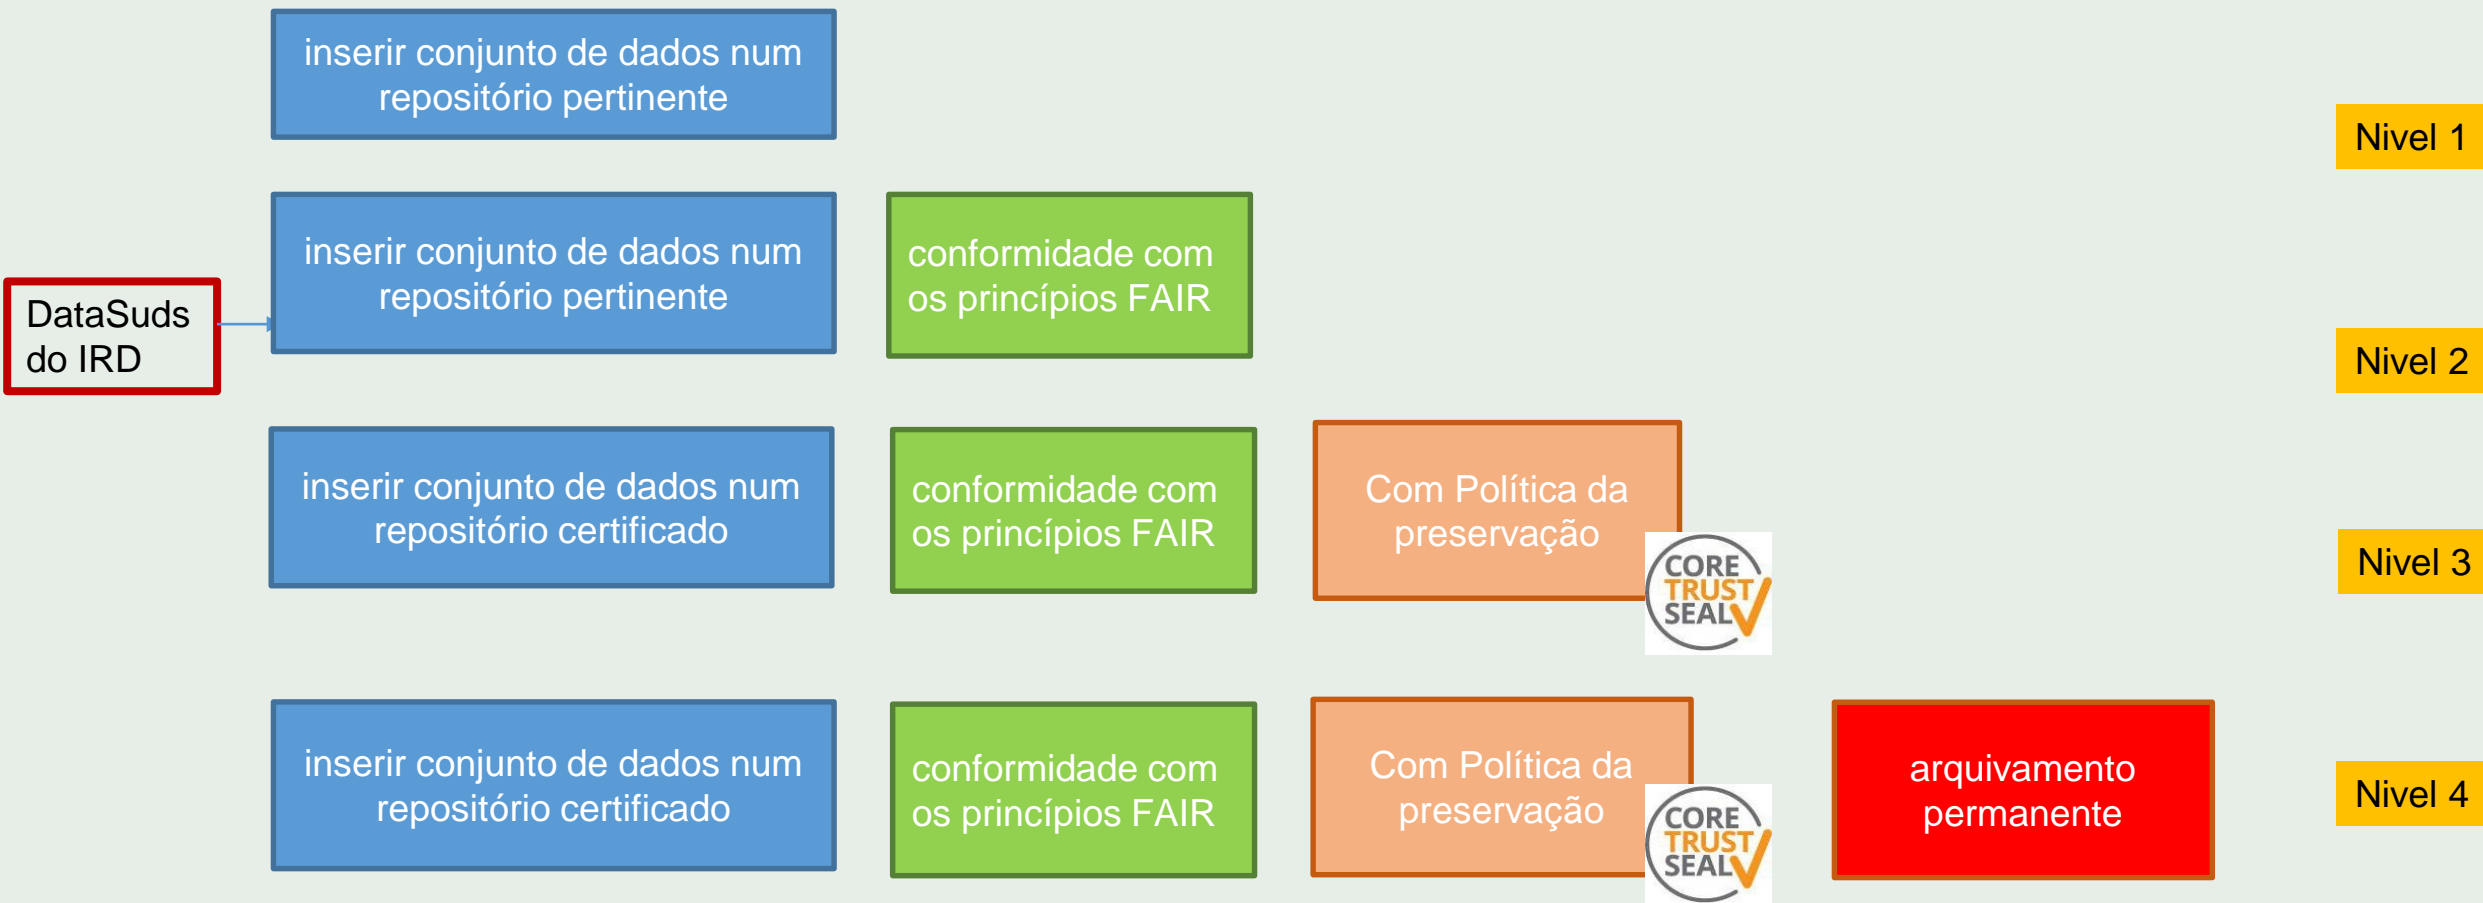 inserir conjunto de dados num
repositório pertinente
Nivel 1
inserir conjunto de dados num
repositório pertinente
conformidade com
os princípios FAIR
DataSuds
do IRD
Nivel 2
inserir conjunto de dados num
repositório certificado
conformidade com
os princípios FAIR
Com Política da
preservação
CORE
TRUST
SEAL
Nivel 3
inserir conjunto de dados num
repositório certificado
conformidade com
os princípios FAIR
Com Política da
preservação
CORE
TRUST
SEAL
arquivamento
permanente
Nivel 4